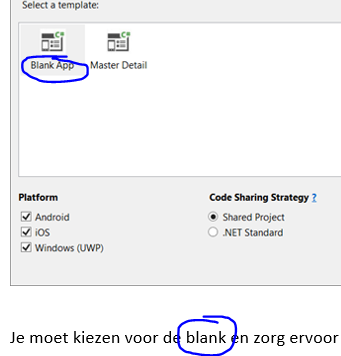 Select a template:
Blank App Master Detail
Platform Code Sharing Strategy ?
Android Shared Project
iOS .NET Standard
Windows (UWP)
Je moet kiezen voor de blank en zorg ervoor